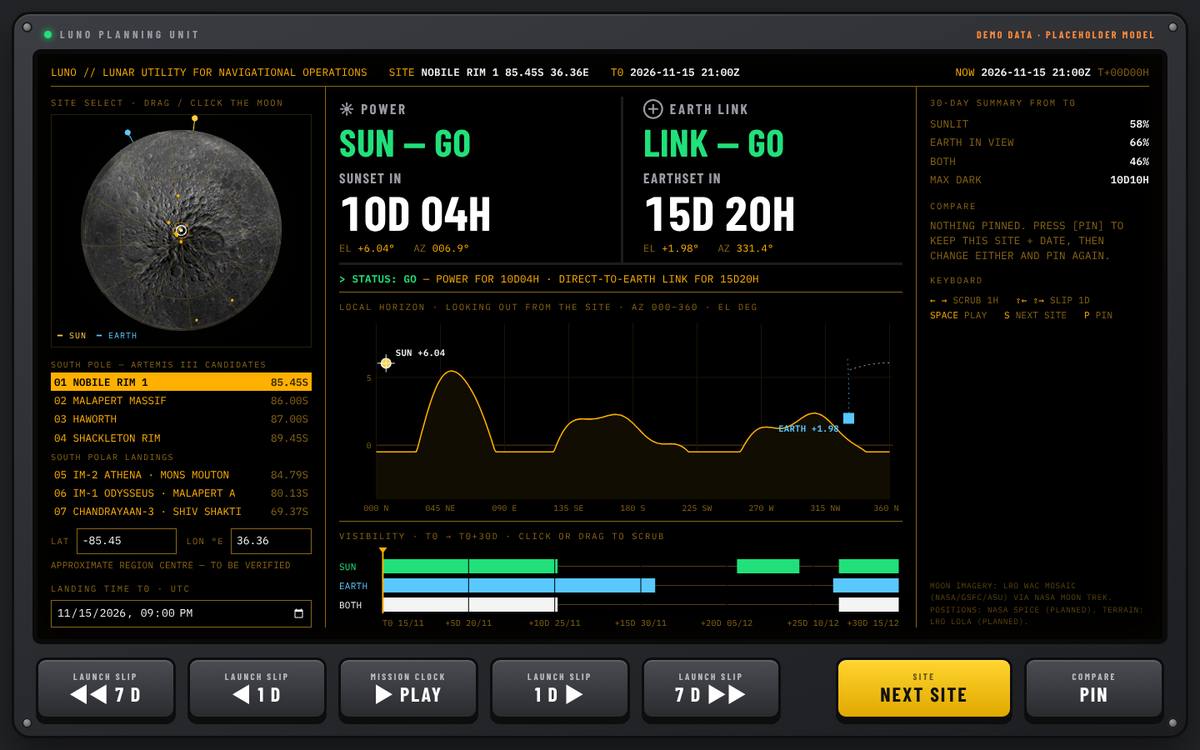 LUNO PLANNING UNIT
DEMO DATA · PLACEHOLDER MODEL
LUNO // LUNAR UTILITY FOR NAVIGATIONAL OPERATIONS SITE NOBILE RIM 1 85.45S 36.36E T0 2026-11-15 21:00Z NOW 2026-11-15 21:00Z T+00D00H
SITE SELECT · DRAG / CLICK THE MOON
SUN EARTH
SOUTH POLE — ARTEMIS III CANDIDATES
01 NOBILE RIM 1 85.45S
02 MALAPERT MASSIF 86.00S
03 HAWORTH 87.00S
04 SHACKLETON RIM 89.45S
SOUTH POLAR LANDINGS
05 IM-2 ATHENA · MONS MOUTON 84.79S
06 IM-1 ODYSSEUS · MALAPERT A 80.13S
07 CHANDRAYAAN-3 · SHIV SHAKTI 69.37S
LAT -85.45 LON °E 36.36
APPROXIMATE REGION CENTRE — TO BE VERIFIED
LANDING TIME T0 · UTC
11/15/2026, 09:00 PM
POWER
SUN — GO
SUNSET IN
10D 04H
EL +6.04° AZ 006.9°
EARTH LINK
LINK — GO
EARTHSET IN
15D 20H
EL +1.98° AZ 331.4°
> STATUS: GO — POWER FOR 10D04H · DIRECT-TO-EARTH LINK FOR 15D20H
LOCAL HORIZON · LOOKING OUT FROM THE SITE · AZ 000–360 · EL DEG
SUN +6.04
5
EARTH +1.98
0
000 N 045 NE 090 E 135 SE 180 S 225 SW 270 W 315 NW 360 N
VISIBILITY · T0 → T0+30D · CLICK OR DRAG TO SCRUB
SUN
EARTH
BOTH
T0 15/11 +5D 20/11 +10D 25/11 +15D 30/11 +20D 05/12 +25D 10/12 +30D 15/12
30-DAY SUMMARY FROM T0
SUNLIT 58%
EARTH IN VIEW 66%
BOTH 46%
MAX DARK 10D10H
COMPARE
NOTHING PINNED. PRESS [PIN] TO
KEEP THIS SITE + DATE, THEN
CHANGE EITHER AND PIN AGAIN.
KEYBOARD
← → SCRUB 1H ⇧← ⇧→ SLIP 1D
SPACE PLAY S NEXT SITE P PIN
MOON IMAGERY: LRO WAC MOSAIC
(NASA/GSFC/ASU) VIA NASA MOON TREK.
POSITIONS: NASA SPICE (PLANNED), TERRAIN:
LRO LOLA (PLANNED).
LAUNCH SLIP
◀◀ 7 D
LAUNCH SLIP
◀ 1 D
MISSION CLOCK
▶ PLAY
LAUNCH SLIP
1 D ▶
LAUNCH SLIP
7 D ▶▶
SITE
NEXT SITE
COMPARE
PIN